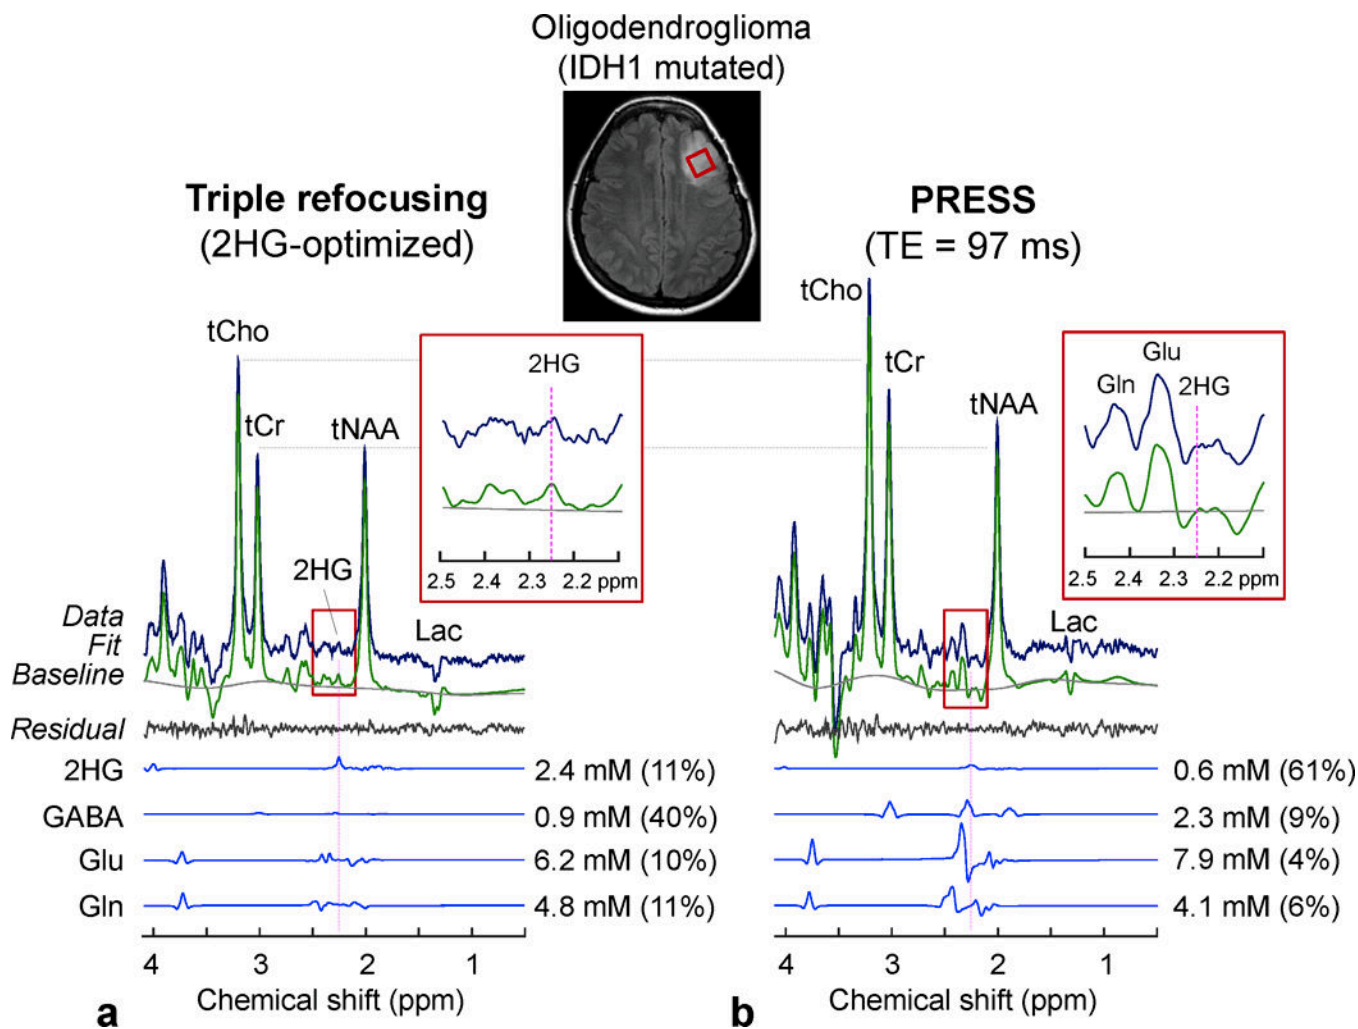 Oligodendroglioma
(IDH1 mutated)
Triple refocusing
(2HG-optimized)
PRESS
(TE = 97 ms)
tCho
tCr
tNAA
2HG
2HG
2.5 2.4 2.3 2.2 ppm
Lac
Data
Fit
Baseline
Residual
2HG
2.4 mM (11%)
GABA
0.9 mM (40%)
Glu
6.2 mM (10%)
Gln
4.8 mM (11%)
4 3 2 1
Chemical shift (ppm)
a
tCho
tCr
tNAA
Glu
Gln
2HG
2.5 2.4 2.3 2.2 ppm
Lac
0.6 mM (61%)
2.3 mM (9%)
7.9 mM (4%)
4.1 mM (6%)
4 3 2 1
Chemical shift (ppm)
b